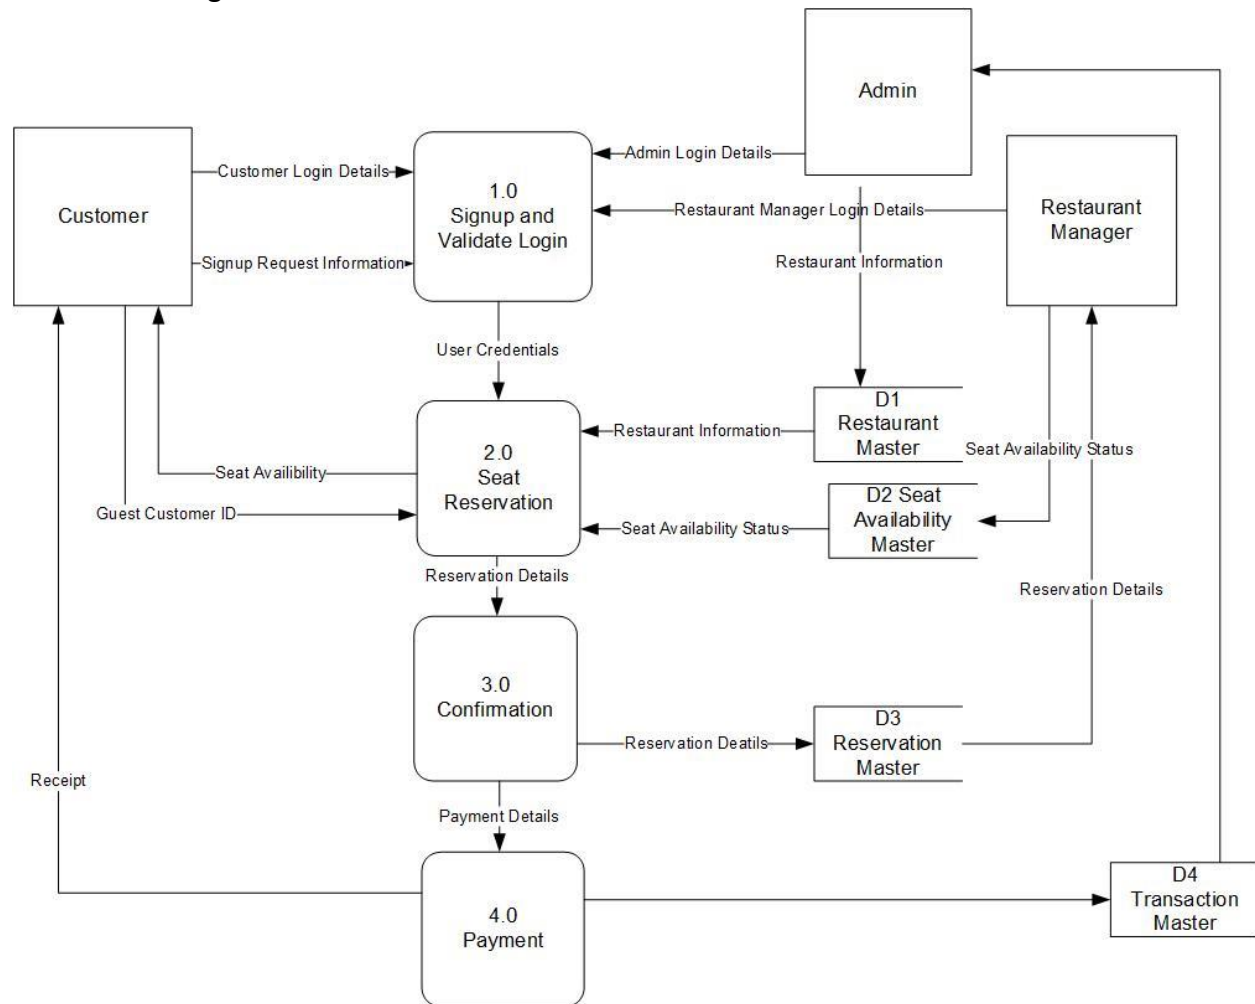 Admin
Customer Login Details
Admin Login Details
1.0
Signup and
Validate Login
Customer
Restaurant Manager Login Details
Restaurant
Manager
Signup Request Information
Restaurant Information
User Credentials
D1
Restaurant
Master
Restaurant Information
2.0
Seat
Reservation
Seat Availability Status
Seat Availibility
Guest Customer ID
D2 Seat
Availability
Master
Seat Availability Status
Reservation Details
Reservation Details
3.0
Confirmation
D3
Reservation
Master
Reservation Deatils
Receipt
Payment Details
D4
Transaction
Master
4.0
Payment